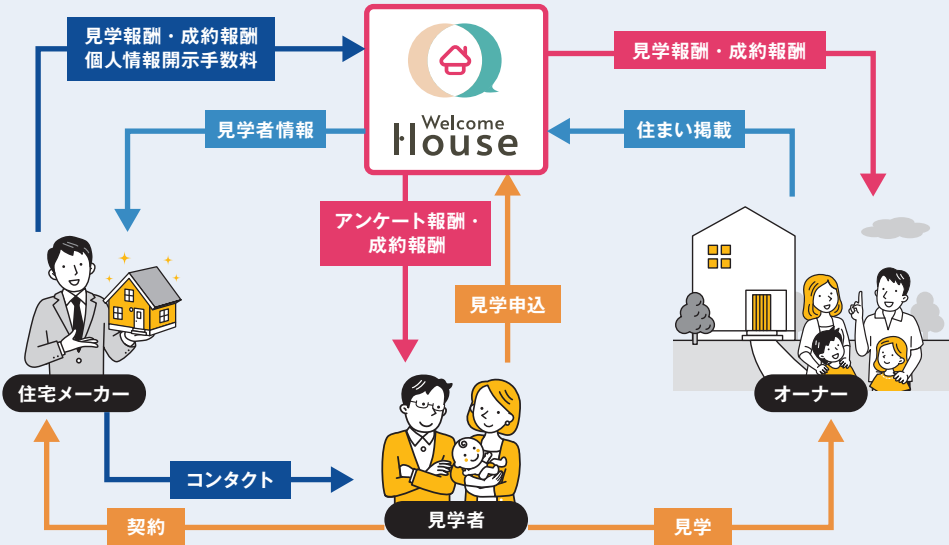 見学報酬・成約報酬
個人情報開示手数料
Welcome
House
見学報酬・成約報酬
見学者情報
住まい掲載
アンケート報酬・
成約報酬
見学申込
住宅メーカー
オーナー
コンタクト
見学者
契約
見学